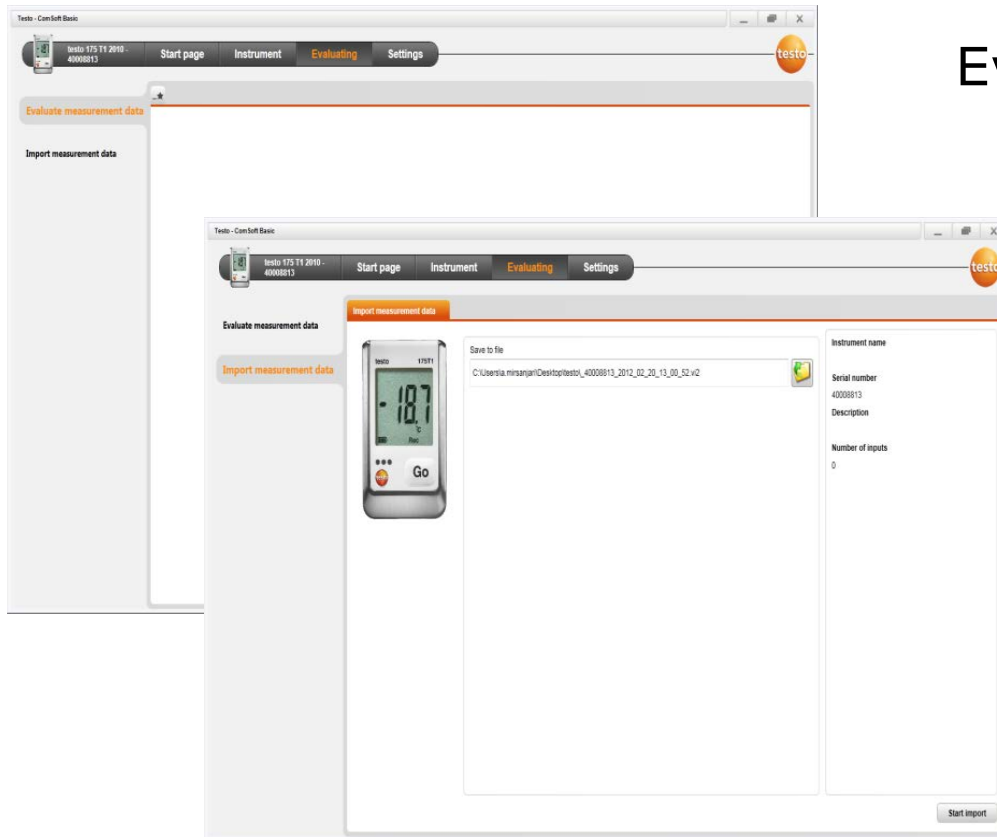 Ev
Testo - ComSoft Basic
testo 175 T1 2010 -
40008813
Start page Instrument Evaluating Settings
testo
Evaluate measurement data
Import measurement data
Testo - ComSoft Basic
testo 175 T1 2010 -
40008813
Start page Instrument Evaluating Settings
testo
Evaluate measurement data
Import measurement data
Import measurement data
testo 175T1
-18.7
°C
Rec
Go
Save to file
C:\Users\a.mirsanjari\Desktop\testo\_40008813_2012_02_20_13_00_52.vi2
Instrument name
Serial number
40008813
Description
Number of inputs
0
Start import